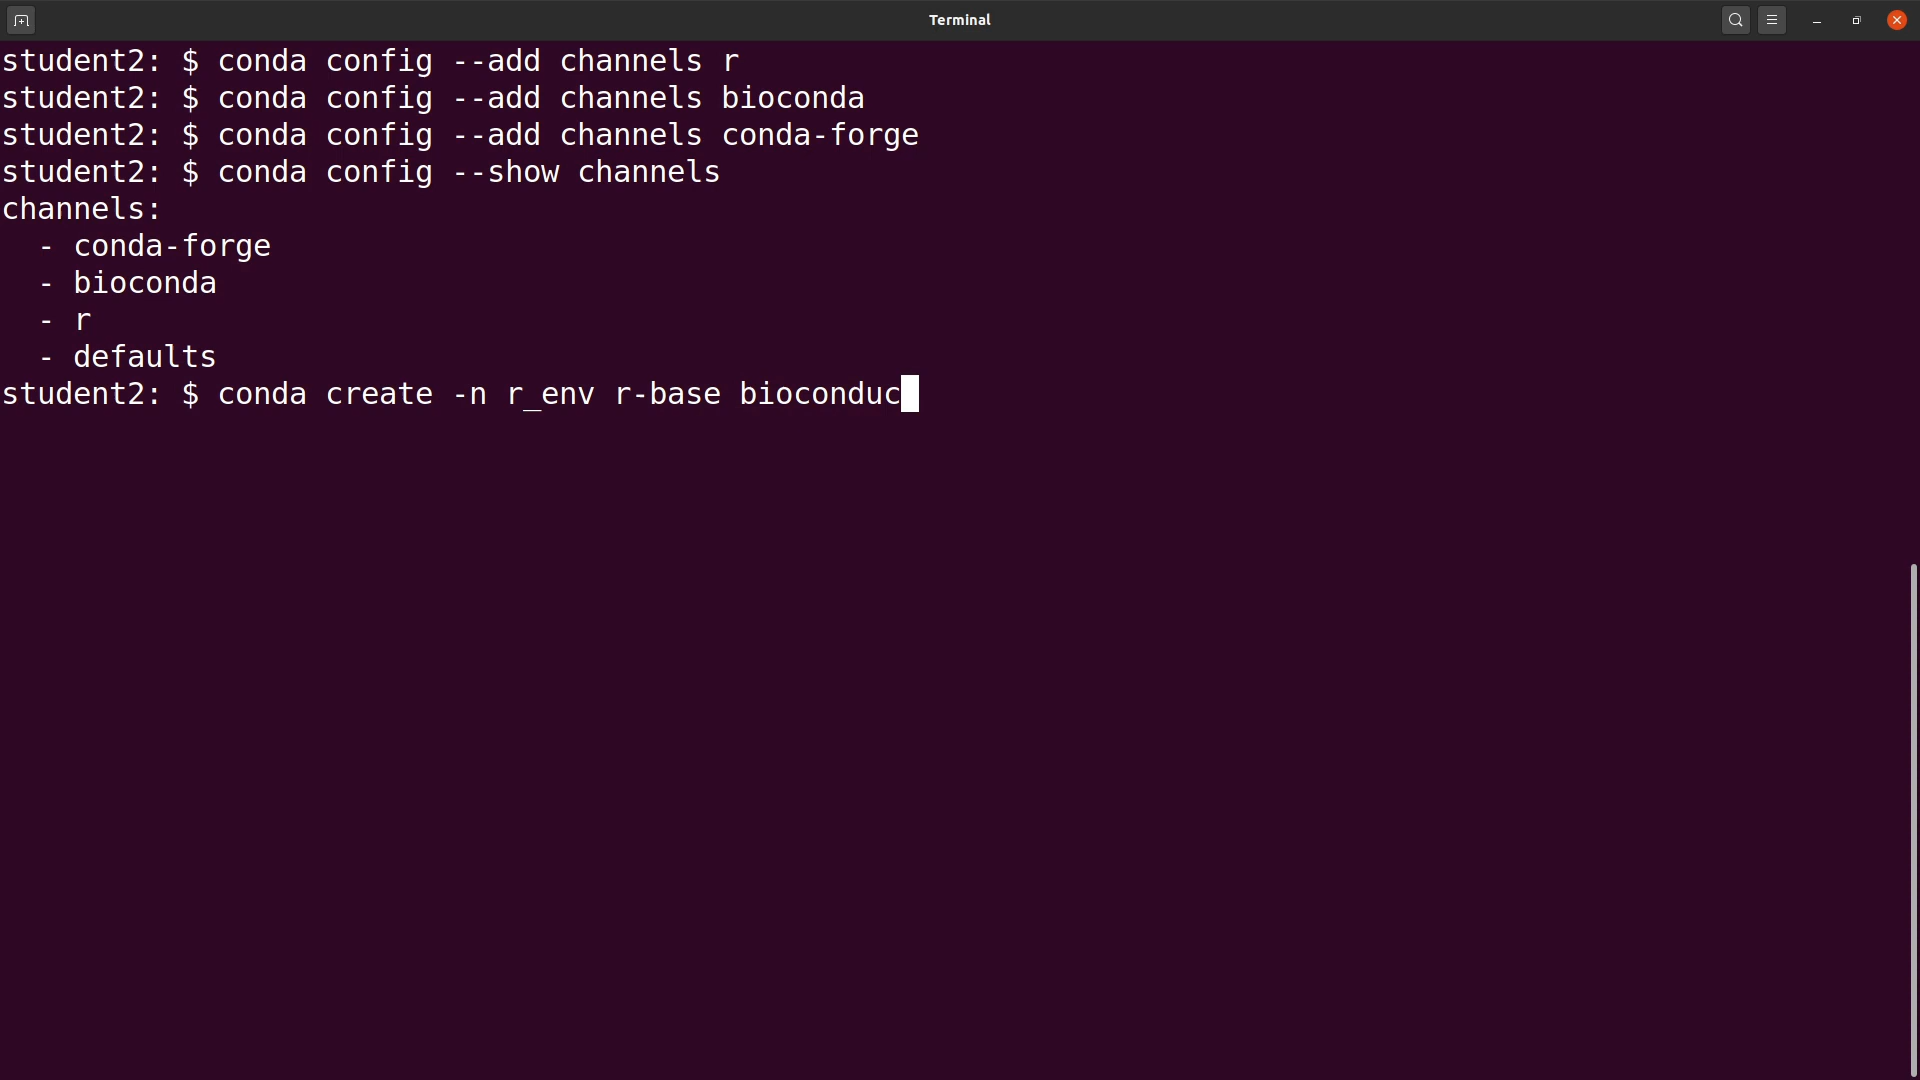 Terminal
student2: $ conda config --add channels r
student2: $ conda config --add channels bioconda
student2: $ conda config --add channels conda-forge
student2: $ conda config --show channels
channels:
  - conda-forge
  - bioconda
  - r
  - defaults
student2: $ conda create -n r_env r-base bioconduc